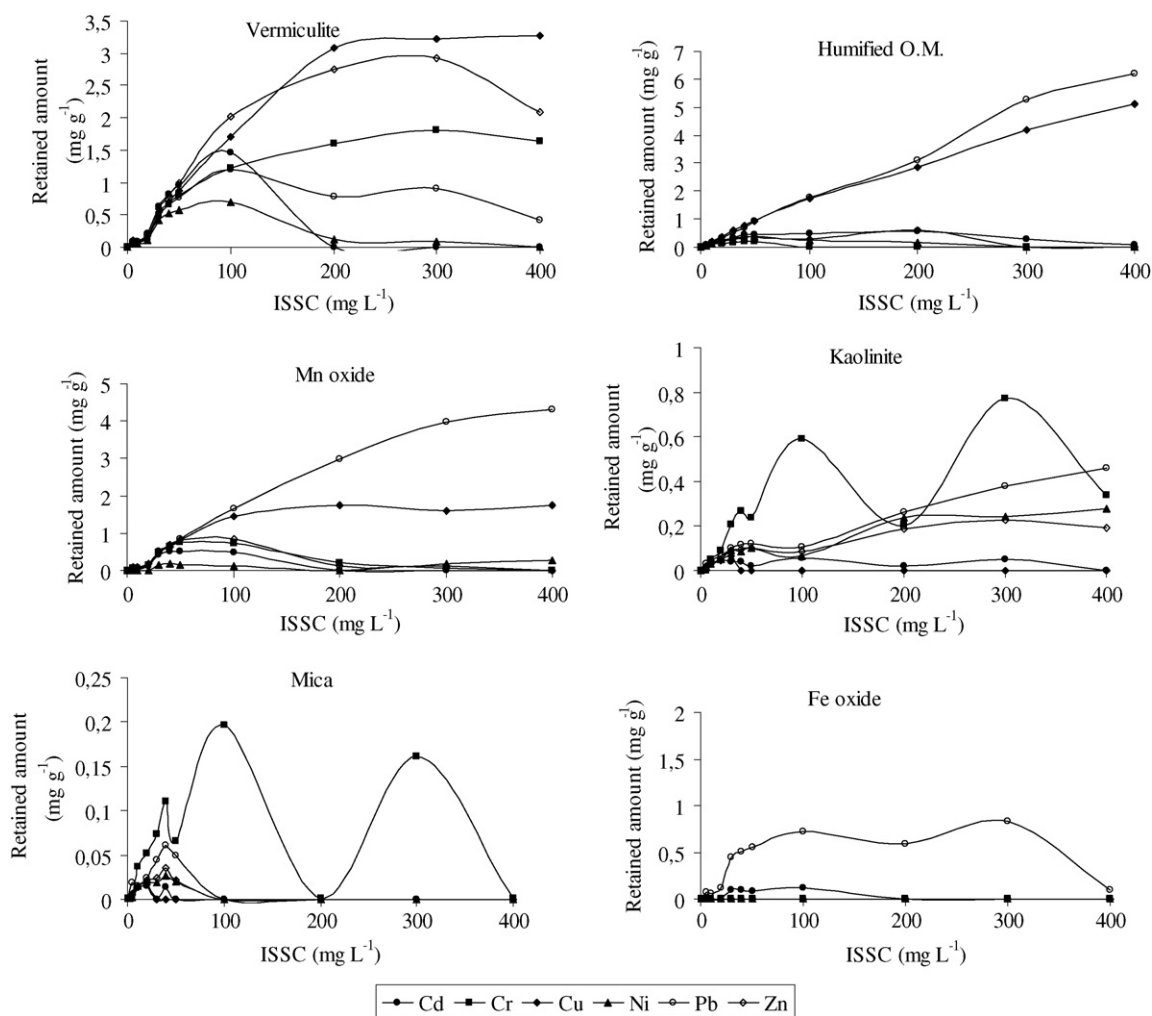 Vermiculite
Retained amount
(mg g-1)
3,5
3
2,5
2
1,5
1
0,5
0
0 100 200 300 400
ISSC (mg L-1)
Humified O.M.
Retained amount (mg g-1)
7
6
5
4
3
2
1
0
0 100 200 300 400
ISSC (mg L-1)
Mn oxide
Retained amount (mg g-1)
5
4
3
2
1
0
0 100 200 300 400
ISSC (mg L-1)
Kaolinite
Retained amount
(mg g-1)
1
0,8
0,6
0,4
0,2
0
0 100 200 300 400
ISSC (mg L-1)
Mica
Retained amount
(mg g-1)
0,25
0,2
0,15
0,1
0,05
0
0 100 200 300 400
ISSC (mg L-1)
Fe oxide
Retained amount (mg g-1)
2
1,5
1
0,5
0
0 100 200 300 400
ISSC (mg L-1)
Cd Cr Cu Ni Pb Zn